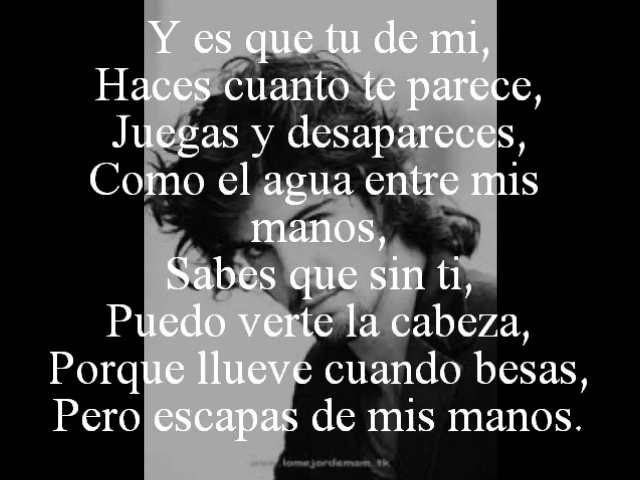 Y es que tu de mi,
Haces cuanto te parece,
Juegas y desapareces,
Como el agua entre mis
manos,
Sabes que sin ti,
Puedo verte la cabeza,
Porque llueve cuando besas,
Pero escapas de mis manos.
www.lomejordemam.tk